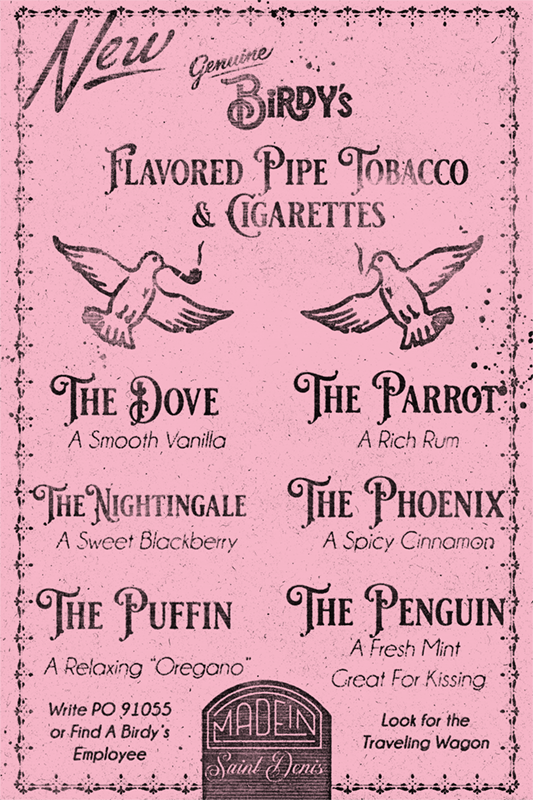 New
Genuine
BIRDY'S
FLAVORED PIPE TOBACCO
& CIGARETTES
THE DOVE
A Smooth Vanilla
THE PARROT
A Rich Rum
THE NIGHTINGALE
A Sweet Blackberry
THE PHOENIX
A Spicy Cinnamon
THE PUFFIN
A Relaxing "Oregano"
THE PENGUIN
A Fresh Mint
Great For Kissing
Write PO 91055
or Find A Birdy's
Employee
MADE IN
Saint Denis
Look for the
Traveling Wagon